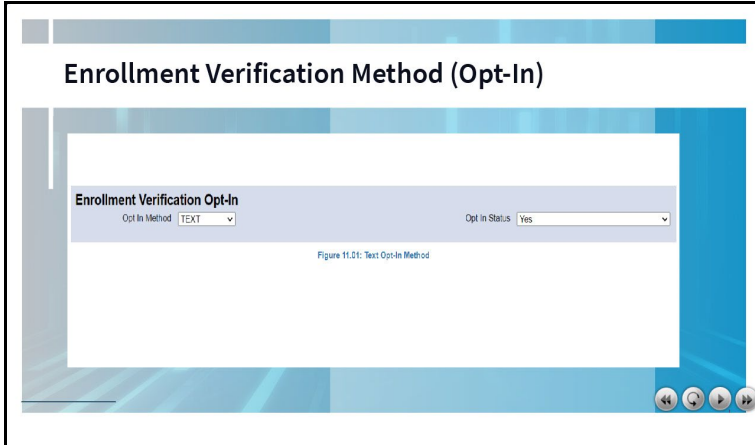 Enrollment Verification Method (Opt-In)
Enrollment Verification Opt-In
Opt In Method TEXT Opt In Status Yes
Figure 11.01: Text Opt-In Method